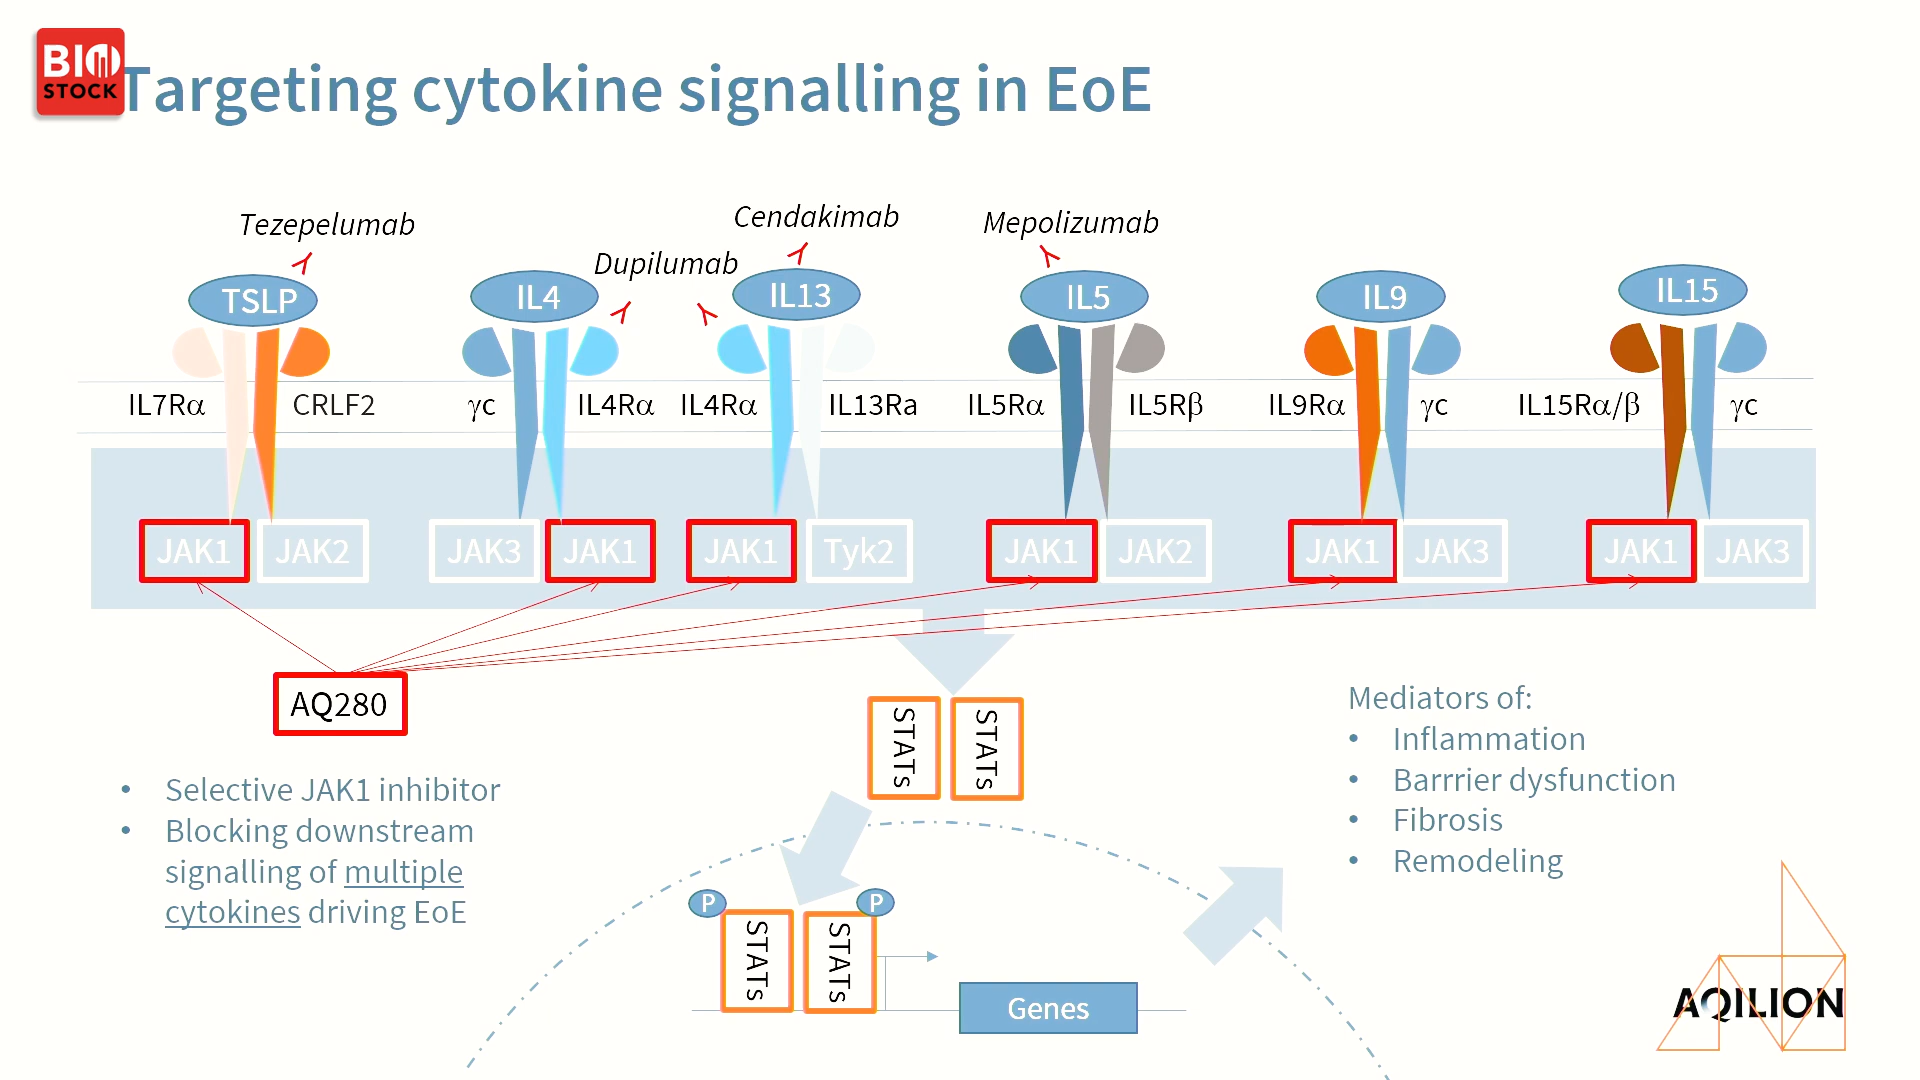 BIO
STOCK
Targeting cytokine signalling in EoE
Tezepelumab
Dupilumab
Cendakimab
Mepolizumab
TSLP
IL4
IL13
IL5
IL9
IL15
IL7Rα
CRLF2
γc
IL4Rα
IL4Rα
IL13Ra
IL5Rα
IL5Rβ
IL9Rα
γc
IL15Rα/β
γc
JAK1
JAK2
JAK3
JAK1
JAK1
Tyk2
JAK1
JAK2
JAK1
JAK3
JAK1
JAK3
AQ280
• Selective JAK1 inhibitor
• Blocking downstream
signalling of multiple
cytokines driving EoE
STATs
STATs
P
P
STATs
STATs
Genes
Mediators of:
• Inflammation
• Barrrier dysfunction
• Fibrosis
• Remodeling
AQILION